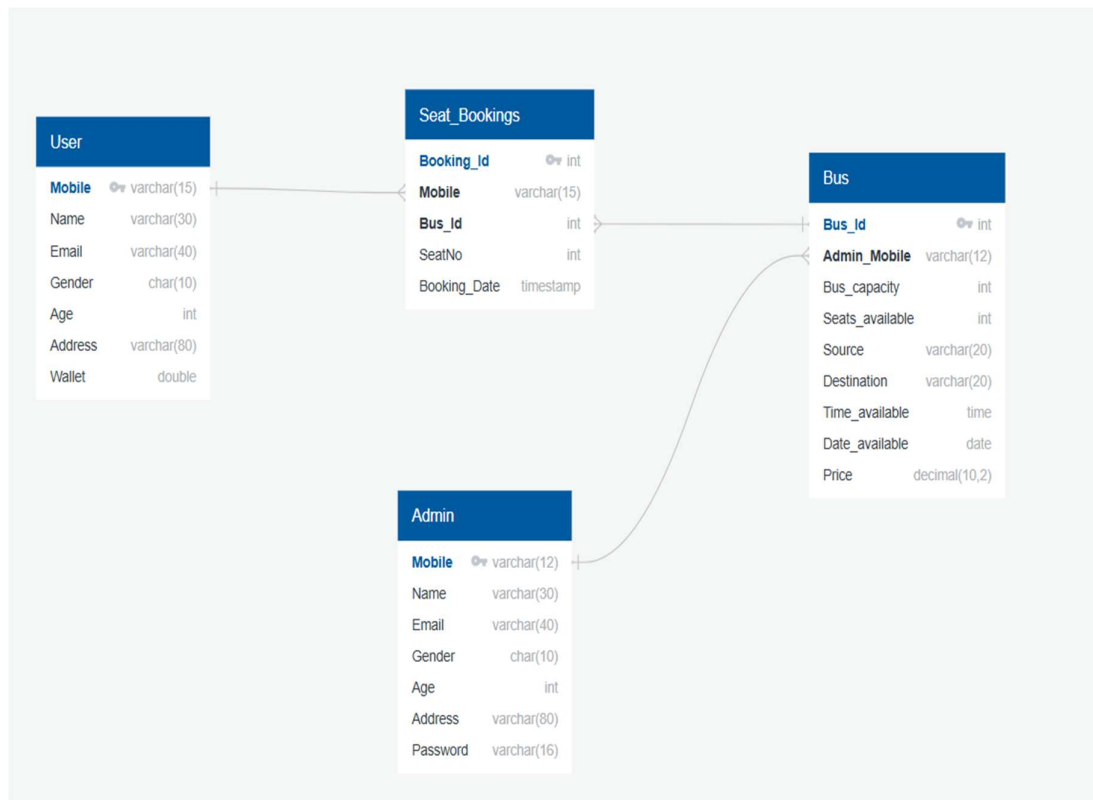 User
Mobile varchar(15)
Name varchar(30)
Email varchar(40)
Gender char(10)
Age int
Address varchar(80)
Wallet double
Seat_Bookings
Booking_Id int
Mobile varchar(15)
Bus_Id int
SeatNo int
Booking_Date timestamp
Bus
Bus_Id int
Admin_Mobile varchar(12)
Bus_capacity int
Seats_available int
Source varchar(20)
Destination varchar(20)
Time_available time
Date_available date
Price decimal(10,2)
Admin
Mobile varchar(12)
Name varchar(30)
Email varchar(40)
Gender char(10)
Age int
Address varchar(80)
Password varchar(16)